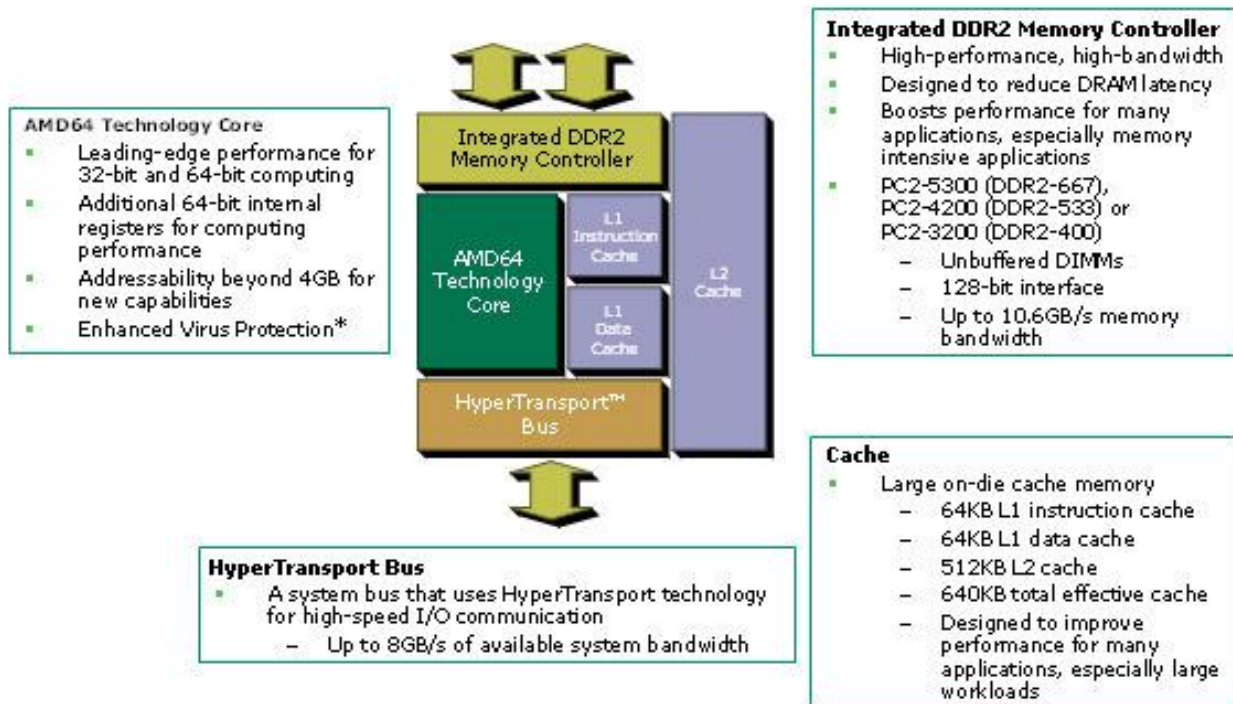 AMD64 Technology Core
Leading-edge performance for
32-bit and 64-bit computing
Additional 64-bit internal
registers for computing
performance
Addressability beyond 4GB for
new capabilities
Enhanced Virus Protection*
Integrated DDR2
Memory Controller
AMD64
Technology
Core
L1
Instruction
Cache
L1
Data
Cache
L2
Cache
HyperTransport™
Bus
Integrated DDR2 Memory Controller
High-performance, high-bandwidth
Designed to reduce DRAM latency
Boosts performance for many
applications, especially memory
intensive applications
PC2-5300 (DDR2-667),
PC2-4200 (DDR2-533) or
PC2-3200 (DDR2-400)
– Unbuffered DIMMs
– 128-bit interface
– Up to 10.6GB/s memory
bandwidth
HyperTransport Bus
A system bus that uses HyperTransport technology
for high-speed I/O communication
– Up to 8GB/s of available system bandwidth
Cache
Large on-die cache memory
– 64KB L1 instruction cache
– 64KB L1 data cache
– 512KB L2 cache
– 640KB total effective cache
– Designed to improve
performance for many
applications, especially large
workloads